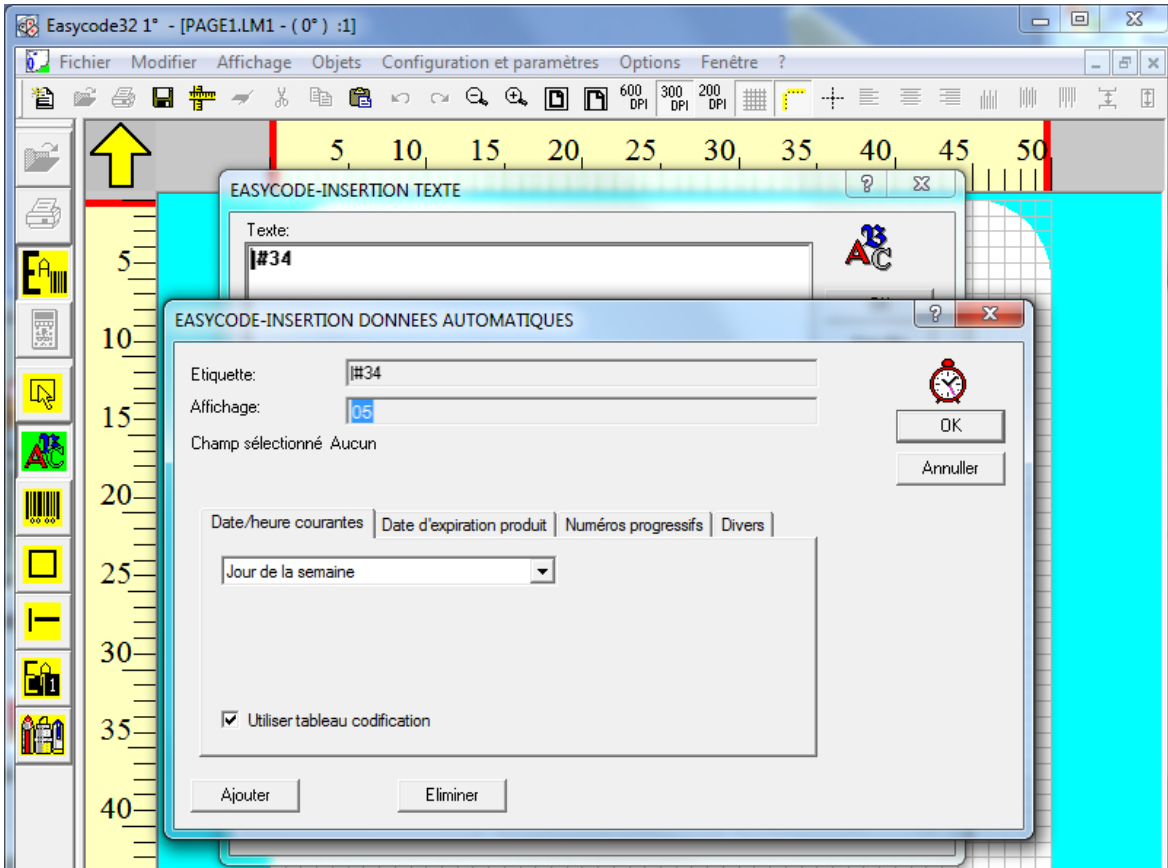 Easycode32 1° - [PAGE1.LM1 - ( 0° ) :1]
Fichier Modifier Affichage Objets Configuration et paramètres Options Fenêtre ?
600 DPI 300 DPI 200 DPI
5 10 15 20 25 30 35 40 45 50
EASYCODE-INSERTION TEXTE
Texte:
|#34
ABC
5
EASYCODE-INSERTION DONNEES AUTOMATIQUES
10
Etiquette: |#34
Affichage: 05
15
OK
Champ sélectionné Aucun
Annuller
20
Date/heure courantes Date d'expiration produit Numéros progressifs Divers
25
Jour de la semaine
30
35
Utiliser tableau codification
Ajouter Eliminer
40